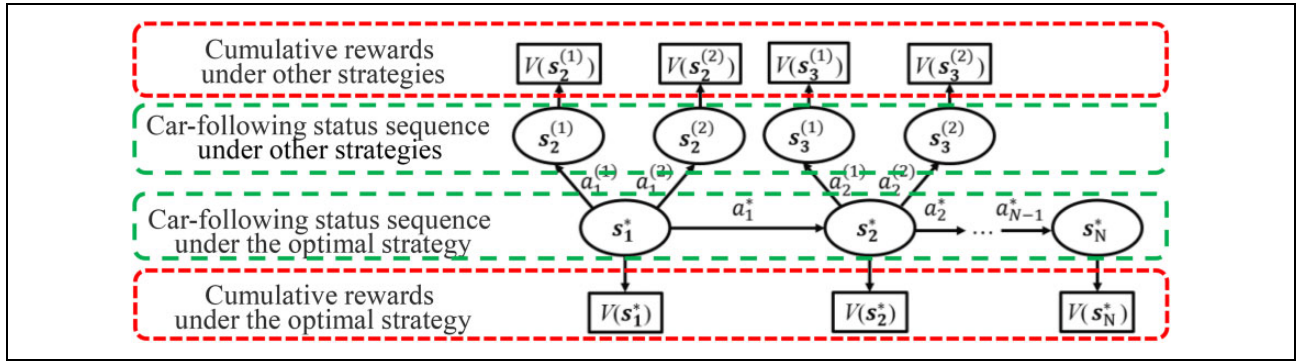 Cumulative rewards
under other strategies
V(s₂⁽¹⁾) V(s₂⁽²⁾) V(s₃⁽¹⁾) V(s₃⁽²⁾)
Car-following status sequence
under other strategies
s₂⁽¹⁾ s₂⁽²⁾ s₃⁽¹⁾ s₃⁽²⁾
a₁⁽¹⁾ a₁⁽²⁾ a₂⁽¹⁾ a₂⁽²⁾
Car-following status sequence
under the optimal strategy
s₁* a₁* s₂* a₂* ... a*_{N−1} s*_N
Cumulative rewards
under the optimal strategy
V(s₁*) V(s₂*) V(s*_N)